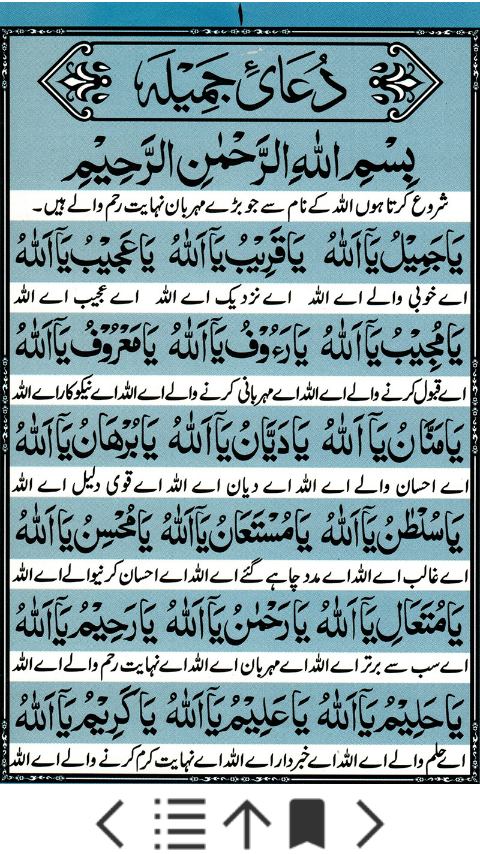 ۱
دُعَائ جَمِیْلَہ
بِسْمِ اللّٰهِ الرَّحْمٰنِ الرَّحِیْمِ
شروع کرتا ہوں اللہ کے نام سے جو بڑے مہربان نہایت رحم والے ہیں۔
یَا جَمِیْلُ یَآ اَللّٰهُ یَا قَرِیْبُ یَآ اَللّٰهُ یَا عَجِیْبُ یَآ اَللّٰهُ
اے خوبی والے اے اللہ اے نزدیک اے اللہ اے عجیب اے اللہ
یَا مُجِیْبُ یَآ اَللّٰهُ یَا رَءُوْفُ یَآ اَللّٰهُ یَا مَعْرُوْفُ یَآ اَللّٰهُ
اے قبول کرنے والے اے اللہ اے مہربانی کرنے والے اے اللہ اے نیکوکار اے اللہ
یَا مَنَّانُ یَآ اَللّٰهُ یَا دَیَّانُ یَآ اَللّٰهُ یَا بُرْهَانُ یَآ اَللّٰهُ
اے احسان والے اے اللہ اے دیان اے اللہ اے قوی دلیل اے اللہ
یَا سُلْطٰنُ یَآ اَللّٰهُ یَا مُسْتَعَانُ یَآ اَللّٰهُ یَا مُحْسِنُ یَآ اَللّٰهُ
اے غالب اے اللہ اے مدد چاہے گئے اے اللہ اے احسان کرنیوالے اے اللہ
یَا مُتَعَالِ یَآ اَللّٰهُ یَا رَحْمٰنُ یَآ اَللّٰهُ یَا رَحِیْمُ یَآ اَللّٰهُ
اے سب سے برتر اے اللہ اے مہربان اے اللہ اے نہایت رحم والے اے اللہ
یَا حَلِیْمُ یَآ اَللّٰهُ یَا عَلِیْمُ یَآ اَللّٰهُ یَا کَرِیْمُ یَآ اَللّٰهُ
اے حلم والے اے اللہ اے خبردار اے اللہ اے نہایت کرم کرنے والے اے اللہ